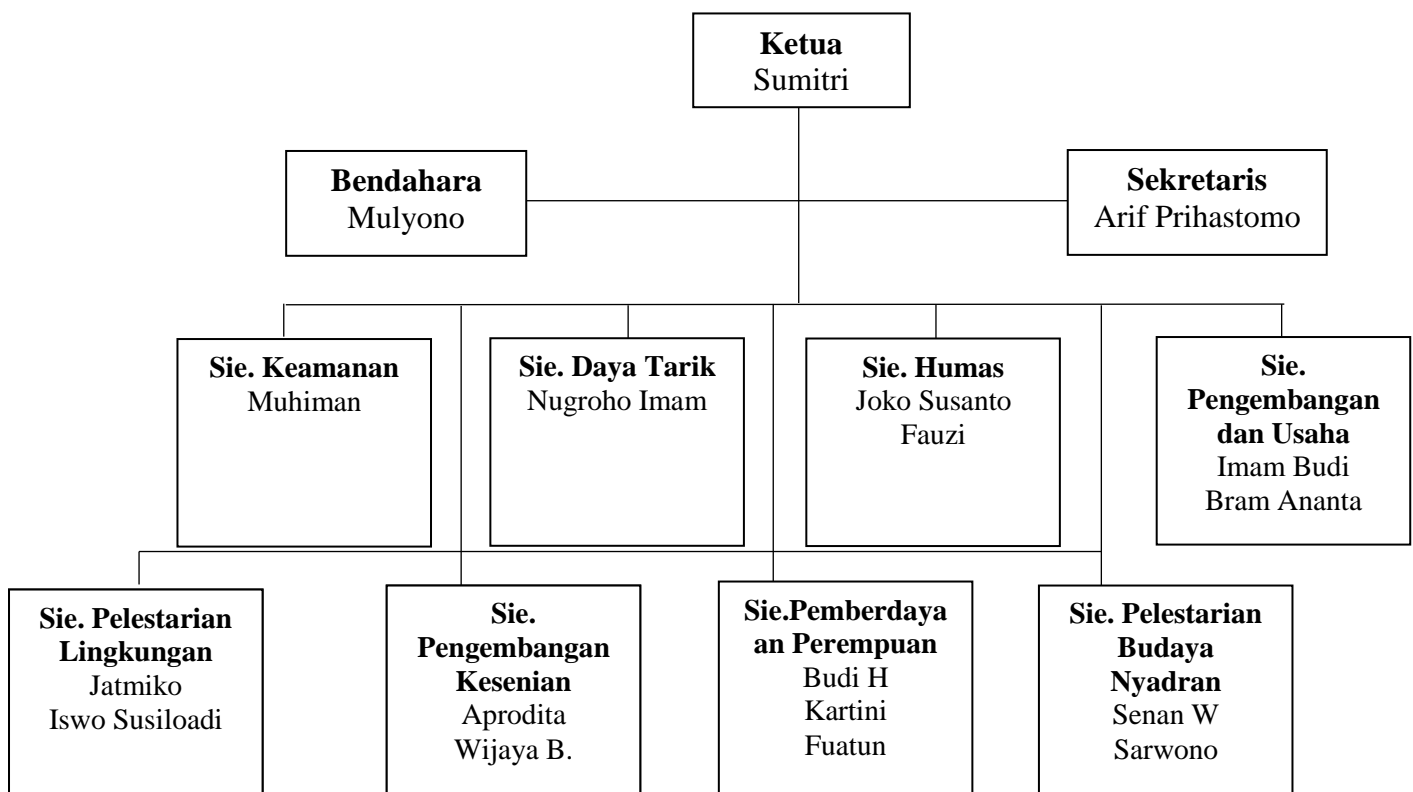 Ketua
Sumitri
Bendahara
Mulyono
Sekretaris
Arif Prihastomo
Sie. Keamanan
Muhiman
Sie. Daya Tarik
Nugroho Imam
Sie. Humas
Joko Susanto
Fauzi
Sie.
Pengembangan
dan Usaha
Imam Budi
Bram Ananta
Sie. Pelestarian
Lingkungan
Jatmiko
Iswo Susiloadi
Sie.
Pengembangan
Kesenian
Aprodita
Wijaya B.
Sie.Pemberdaya
an Perempuan
Budi H
Kartini
Fuatun
Sie. Pelestarian
Budaya
Nyadran
Senan W
Sarwono